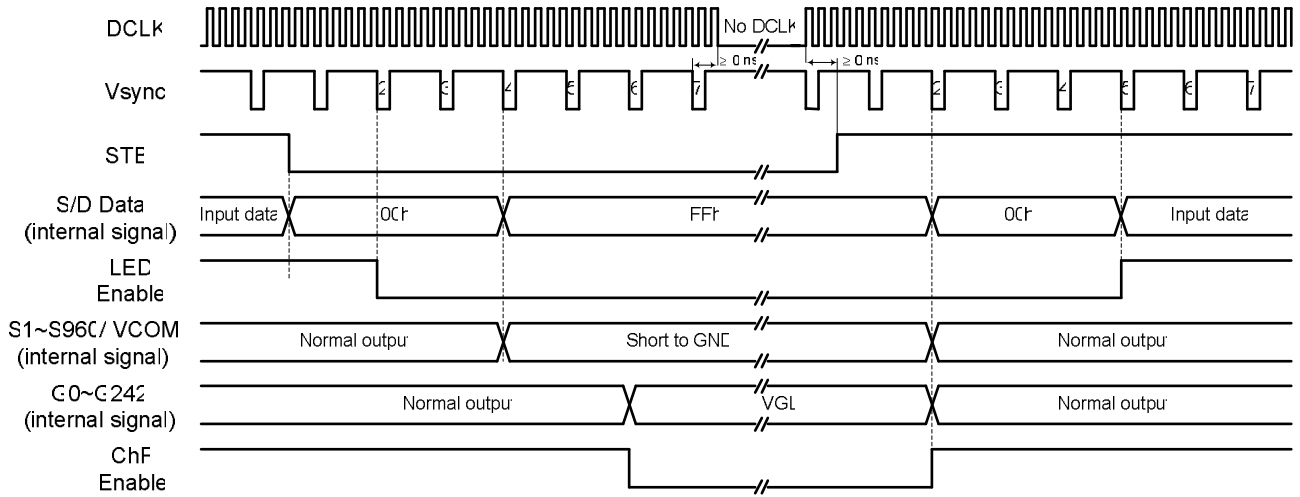 DCLK
No DCLK
≥ 0 ns
≥ 0 ns
Vsync
2 3 4 5 6 7 2 3 4 5 6 7
STB
S/D Data
(internal signal)
Input data 00h FFh 00h Input data
LED
Enable
S1~S960/ VCOM
(internal signal)
Normal output Short to GND Normal output
G0~G242
(internal signal)
Normal output VGL Normal output
ChP
Enable